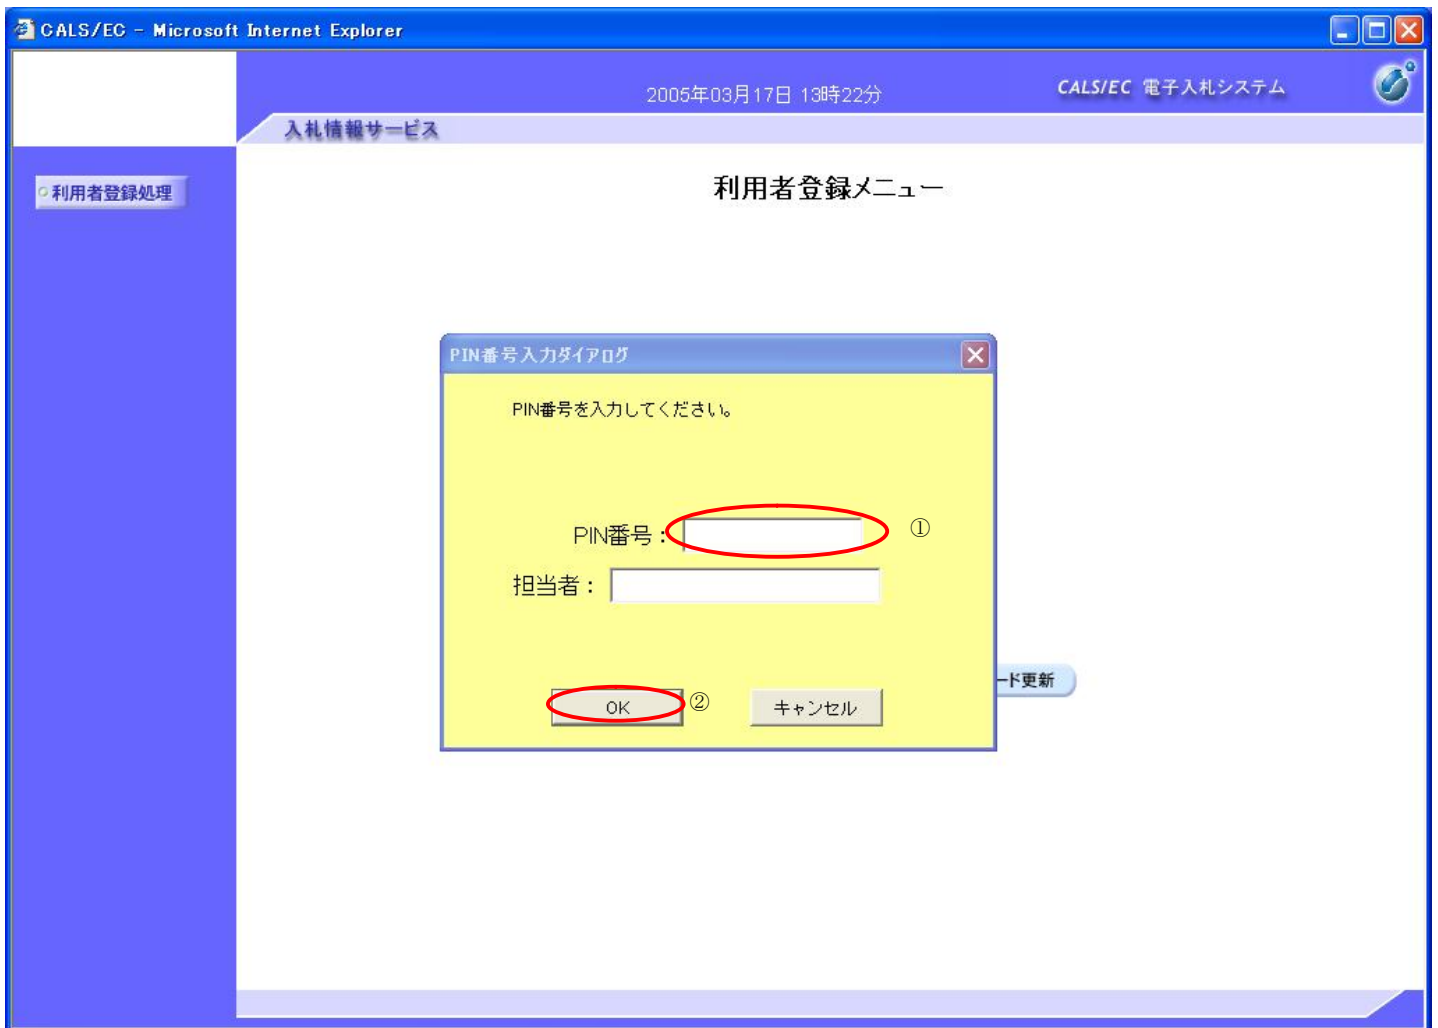 CALS/EC - Microsoft Internet Explorer
2005年03月17日 13時22分
CALS/EC 電子入札システム
入札情報サービス
利用者登録処理
利用者登録メニュー
PIN番号入力ダイアログ
PIN番号を入力してください。
PIN番号：
①
担当者：
ード更新
OK
②
キャンセル